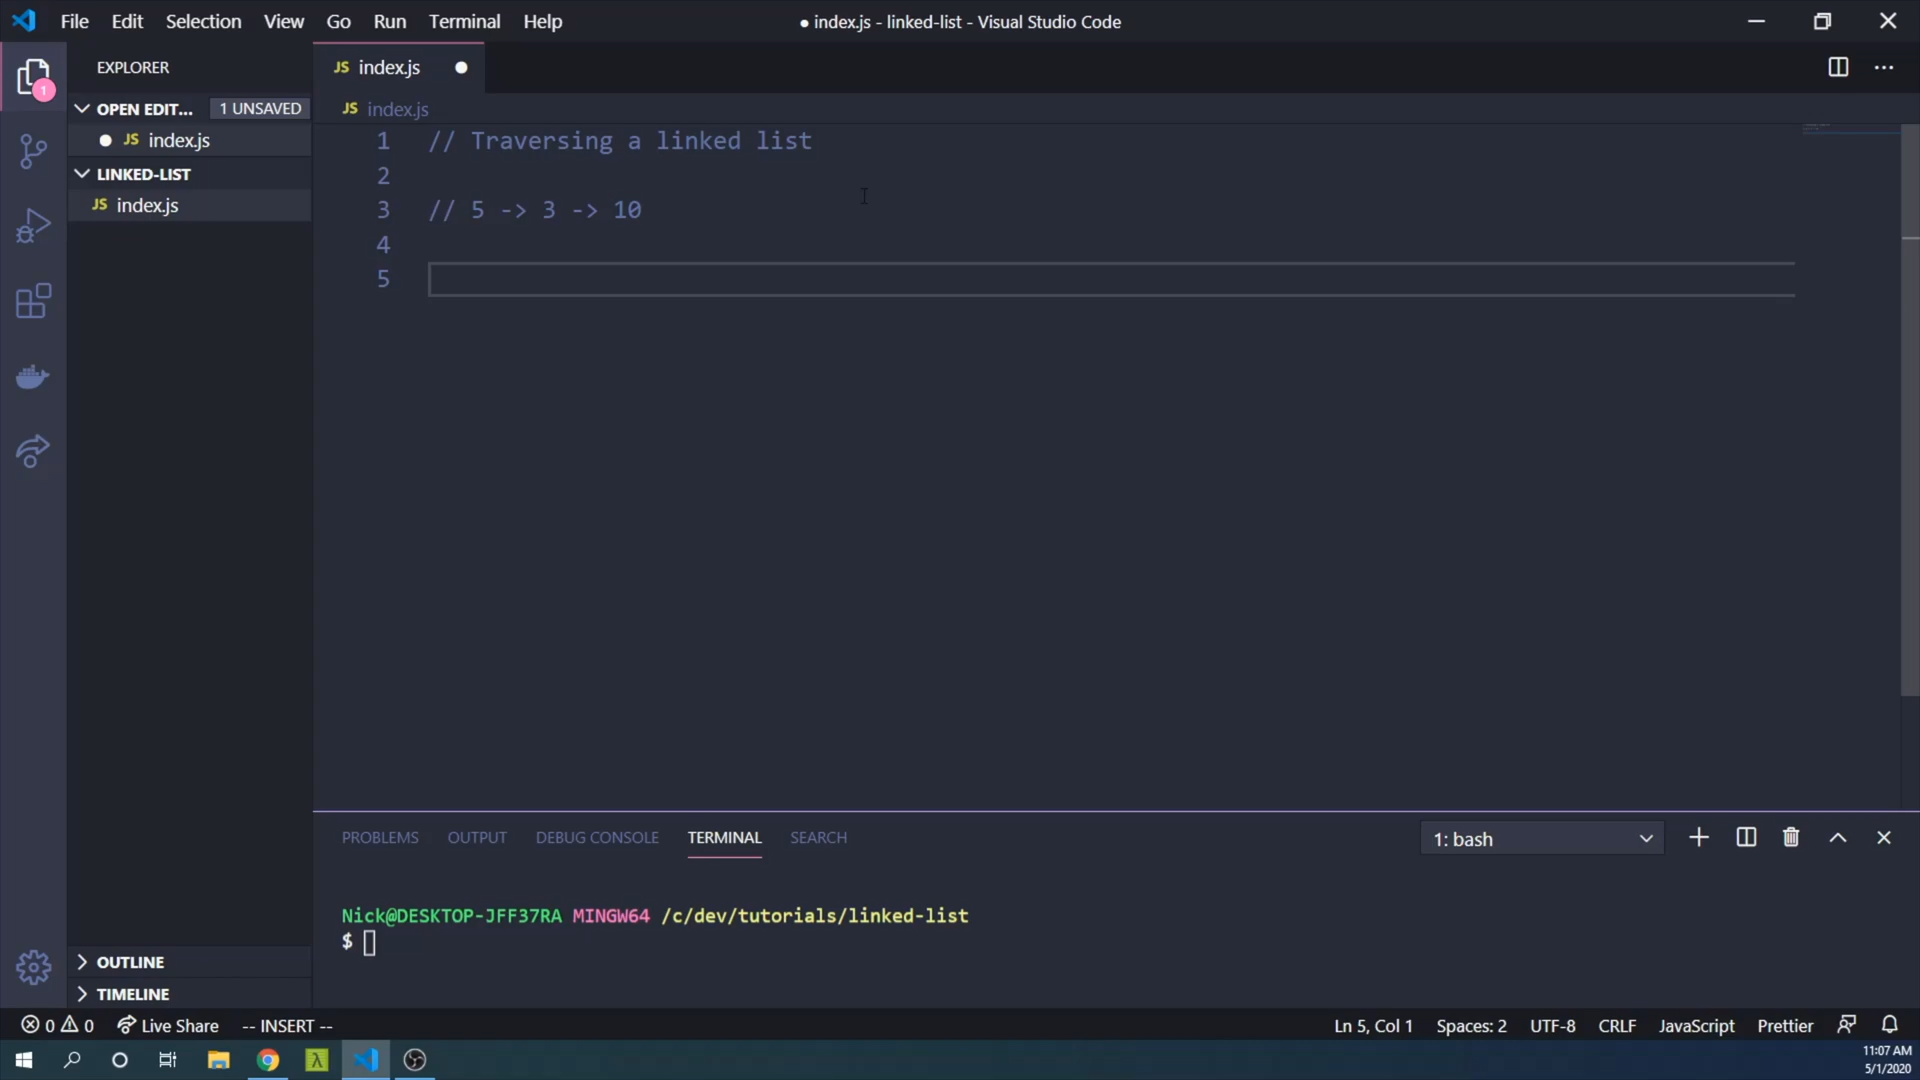 File Edit Selection View Go Run Terminal Help
● index.js - linked-list - Visual Studio Code
EXPLORER
JS index.js ●
OPEN EDIT... 1 UNSAVED
JS index.js
● JS index.js
LINKED-LIST
JS index.js
1 // Traversing a linked list
2
3 // 5 -> 3 -> 10
4
5
1
OUTLINE
TIMELINE
PROBLEMS OUTPUT DEBUG CONSOLE TERMINAL SEARCH
1: bash
Nick@DESKTOP-JFF37RA MINGW64 /c/dev/tutorials/linked-list
$
0 0 Live Share -- INSERT --
Ln 5, Col 1 Spaces: 2 UTF-8 CRLF JavaScript Prettier
11:07 AM
5/1/2020